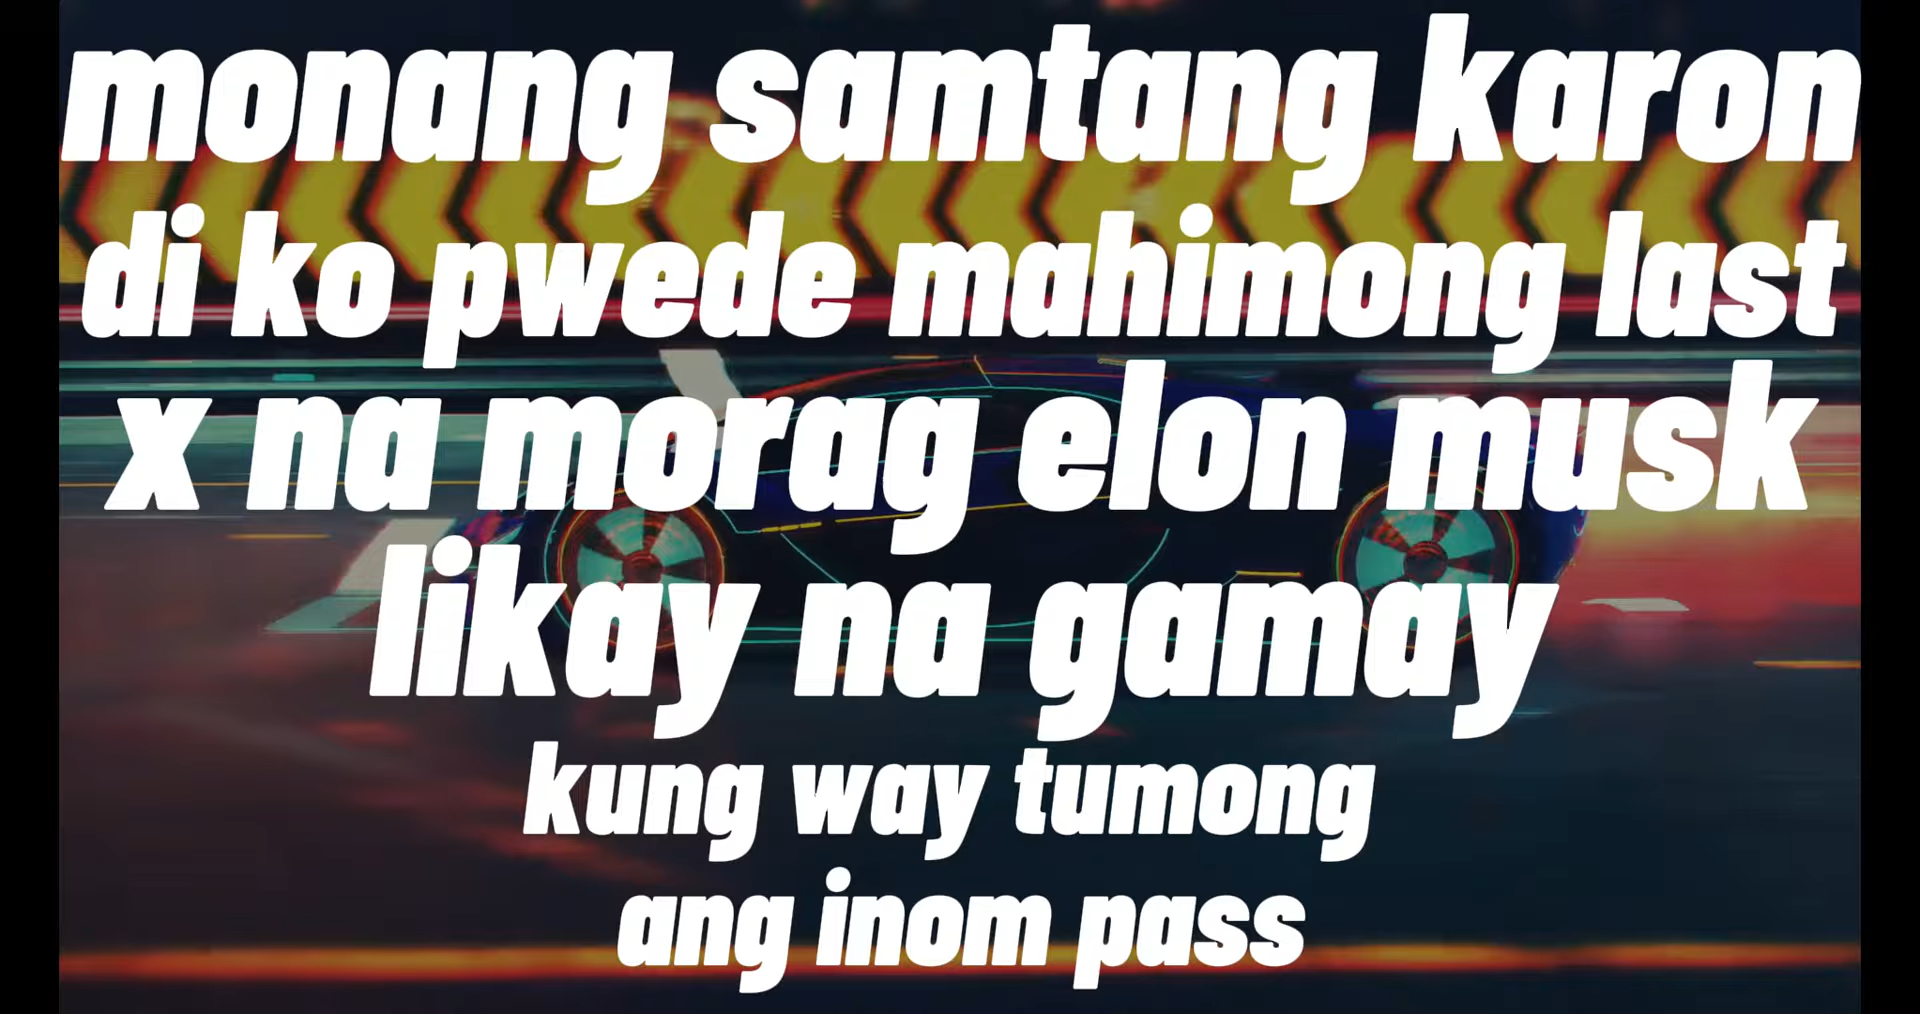 monang samtang karon
di ko pwede mahimong last
x na morag elon musk
likay na gamay
kung way tumong
ang inom pass